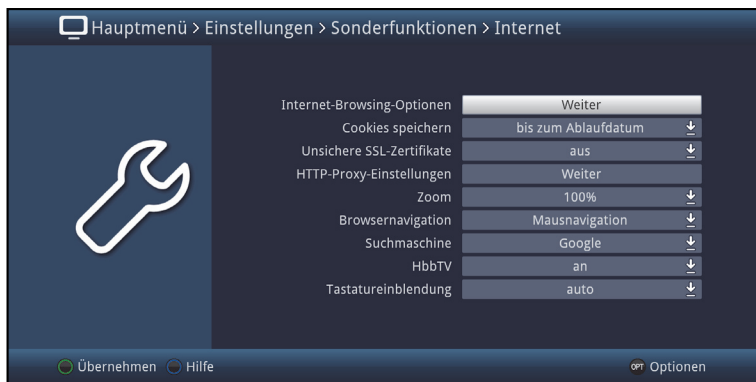 Hauptmenü > Einstellungen > Sonderfunktionen > Internet
Internet-Browsing-Optionen Weiter
Cookies speichern bis zum Ablaufdatum
Unsichere SSL-Zertifikate aus
HTTP-Proxy-Einstellungen Weiter
Zoom 100%
Browsernavigation Mausnavigation
Suchmaschine Google
HbbTV an
Tastatureinblendung auto
Übernehmen Hilfe OPT Optionen